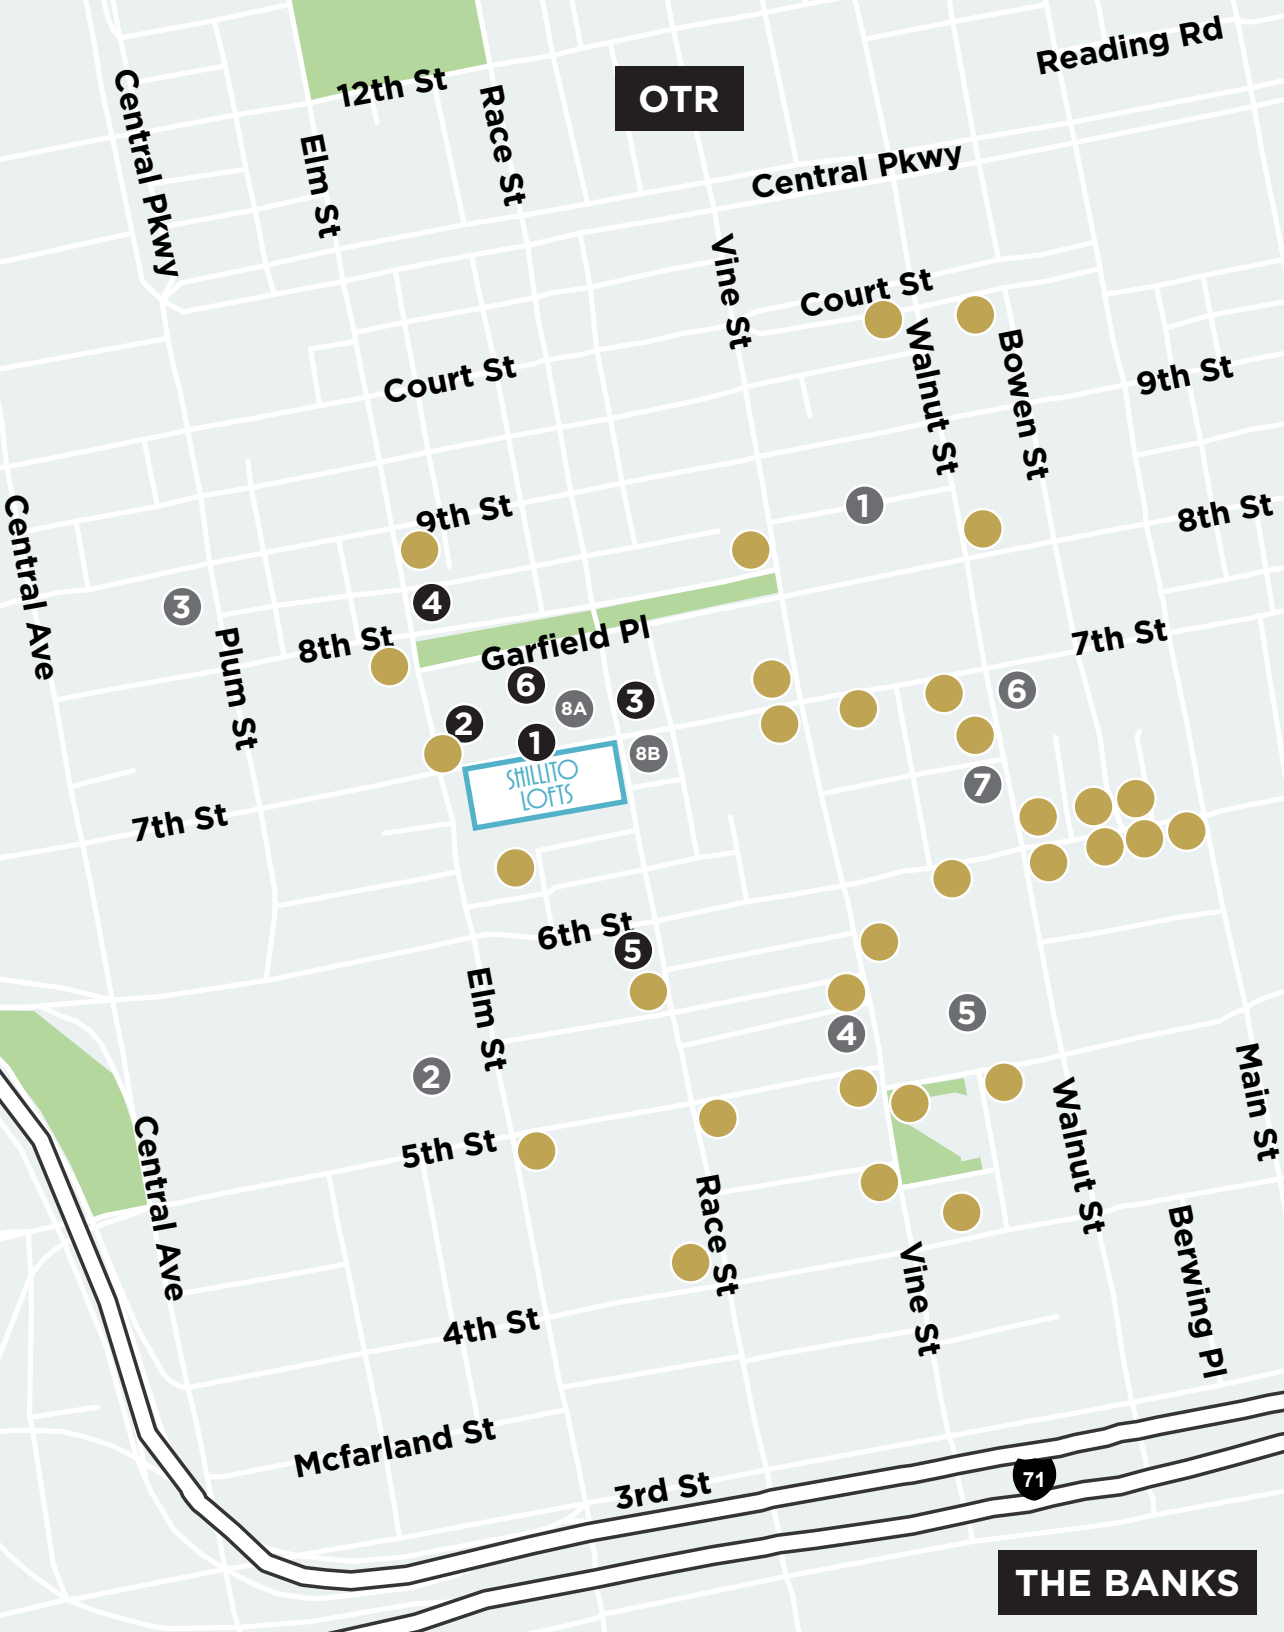 Reading Rd
12th St
OTR
Central Pkwy
Race St
Elm St
Central Pkwy
Vine St
Court St
Walnut St
Bowen St
Court St
9th St
9th St
Central Ave
1
8th St
3
4
Plum St
8th St
Garfield Pl
7th St
6
8A
3
6
2
1
8B
SHILLITO
LOFTS
7
7th St
6th St
5
Elm St
5
4
2
Main St
Walnut St
5th St
Central Ave
Race St
Berwing Pl
Vine St
4th St
Mcfarland St
3rd St
71
THE BANKS